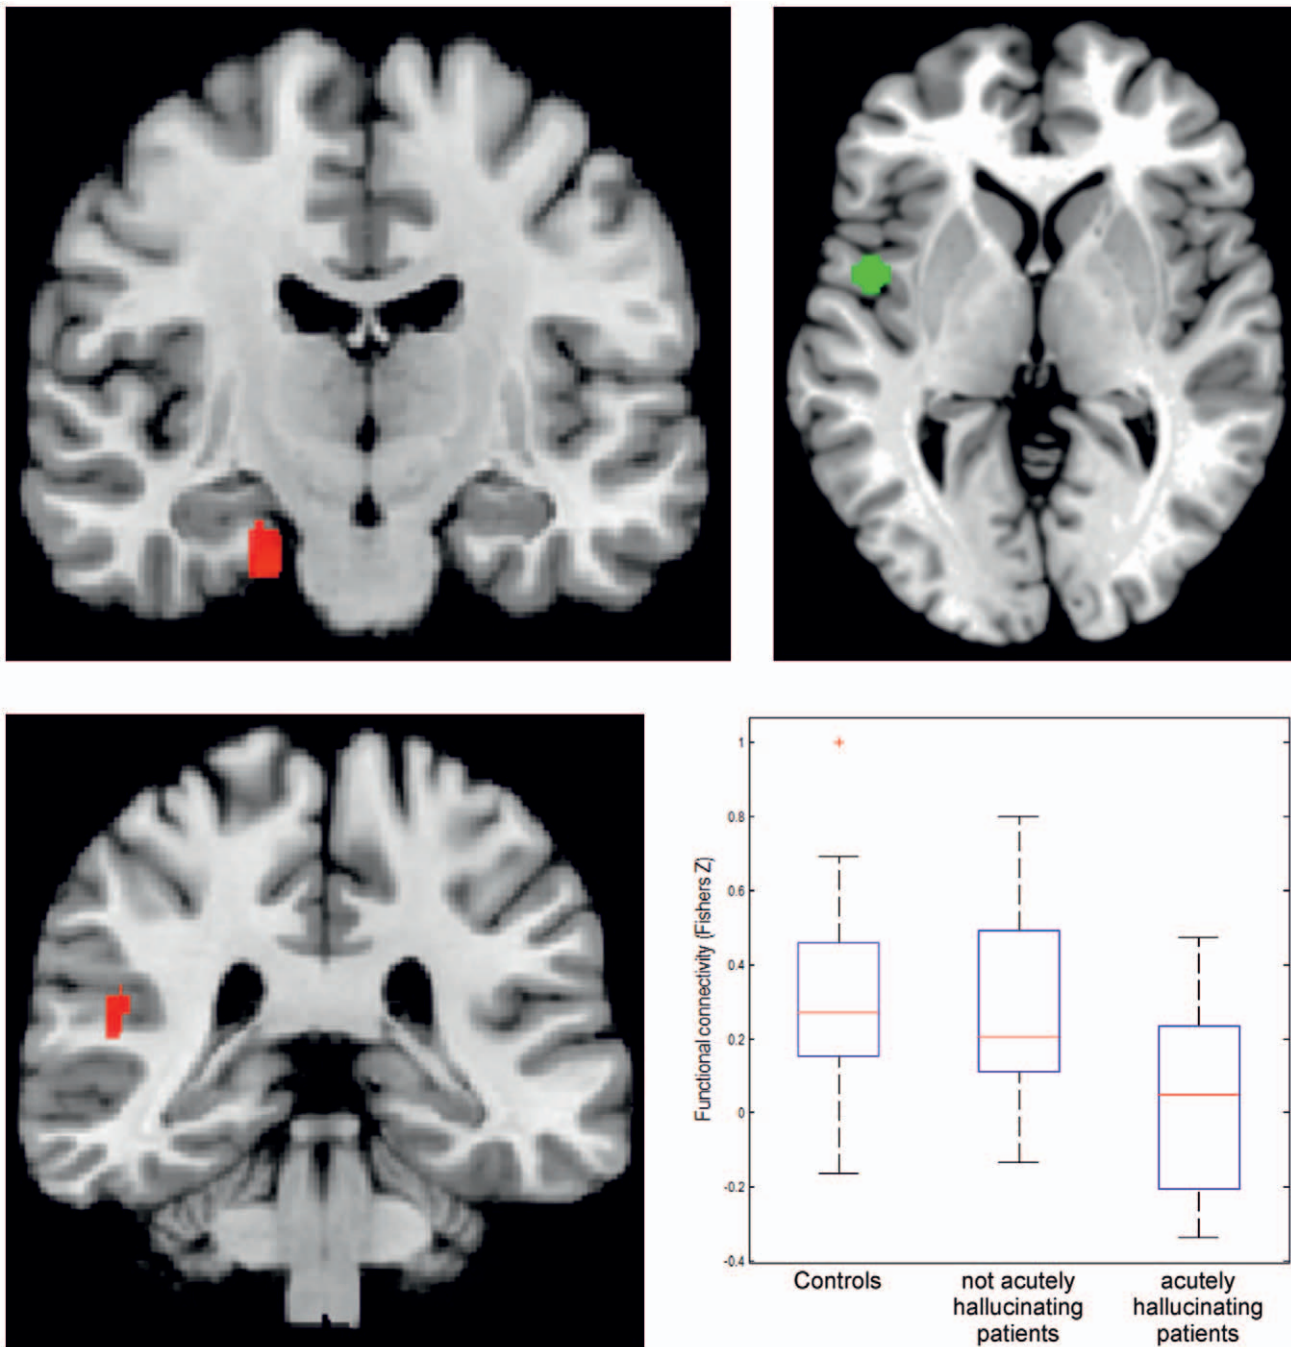 1
0.8
0.6
0.4
0.2
0
-0.2
-0.4
Functional connectivity (Fishers Z)
Controls
not acutely
hallucinating
patients
acutely
hallucinating
patients